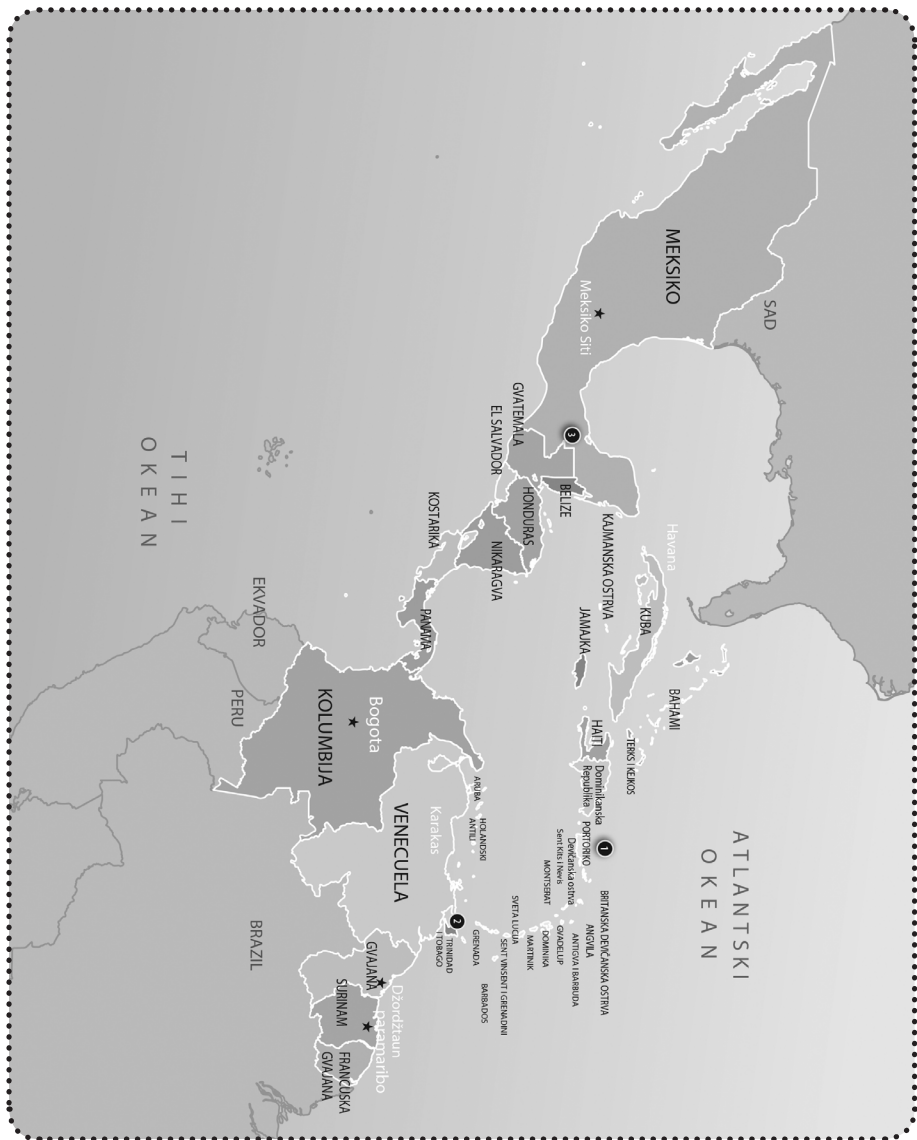 SAD
MEKSIKO
Meksiko Siti
ATLANTSKI
OKEAN
Havana
KUBA
BAHAMI
TERKS I KEJKOS
KAJMANSKA OSTRVA
JAMAJKA
HAITI
Dominikanska
Republika
PORTORIKO
1
BRITANSKA DEVIČANSKA OSTRVA
Devičanska ostrva
ANGVILA
Sent Kits i Nevis
ANTIGVA I BARBUDA
MONTSERAT
GVADELUP
DOMINIKA
MARTINIK
SVETA LUCIJA
SENT VINSENT I GRENADINI
BARBADOS
GRENADA
3
BELIZE
GVATEMALA
EL SALVADOR
HONDURAS
NIKARAGVA
KOSTARIKA
PANAMA
ARUBA
HOLANDSKI
ANTILI
2
TRINIDAD
I TOBAGO
Karakas
VENECUELA
Bogota
KOLUMBIJA
Džordžtaun
GVAJANA
paramaribo
SURINAM
FRANCUSKA
GVAJANA
TIHI
OKEAN
EKVADOR
PERU
BRAZIL